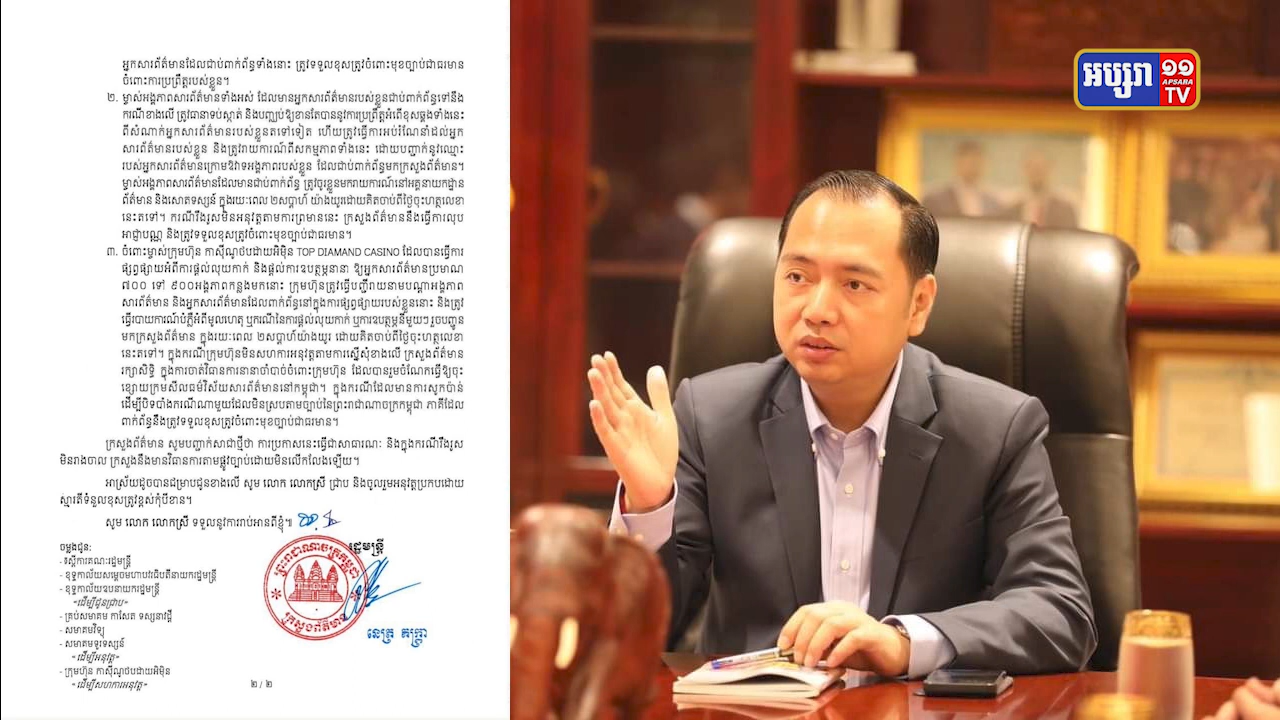 អ្នកសារព័ត៌មានដែលជាប់ពាក់ព័ន្ធទាំងនោះ ត្រូវទទួលខុសត្រូវចំពោះមុខច្បាប់ជាធរមាន
ចំពោះការប្រព្រឹត្តរបស់ខ្លួន។
២. ម្ចាស់អង្គភាពសារព័ត៌មានទាំងអស់ ដែលមានអ្នកសារព័ត៌មានរបស់ខ្លួនជាប់ពាក់ព័ន្ធទៅនឹង
ករណីខាងលើ ត្រូវធានាទប់ស្កាត់ និងបញ្ឈប់ឱ្យខានតែបាននូវការប្រព្រឹត្តអំពើខុសឆ្គងទាំងនេះ
ពីសំណាក់អ្នកសារព័ត៌មានរបស់ខ្លួនតទៅទៀត ហើយត្រូវធ្វើការអប់រំណែនាំដល់អ្នក
សារព័ត៌មានរបស់ខ្លួន និងត្រូវរាយការណ៍ពីសកម្មភាពទាំងនេះ ដោយបញ្ជាក់នូវឈ្មោះ
របស់អ្នកសារព័ត៌មានក្រោមឱវាទអង្គភាពរបស់ខ្លួន ដែលជាប់ពាក់ព័ន្ធមកក្រសួងព័ត៌មាន។
ម្ចាស់អង្គភាពសារព័ត៌មានដែលមានជាប់ពាក់ព័ន្ធ ត្រូវចូរខ្លួនមករាយការណ៍នៅអគ្គនាយកដ្ឋាន
ព័ត៌មាន និងសោតទស្សន៍ ក្នុងរយៈពេល ២សប្តាហ៍ យ៉ាងយូរដោយគិតចាប់ពីថ្ងៃចុះហត្ថលេខា
នេះតទៅ។ ករណីរឹងរូសមិនអនុវត្តតាមការព្រមាននេះ ក្រសួងព័ត៌មាននឹងធ្វើការលុប
អាជ្ញាបណ្ណ និងត្រូវទទួលខុសត្រូវចំពោះមុខច្បាប់ជាធរមាន។
៣. ចំពោះម្ចាស់ក្រុមហ៊ុន កាស៊ីណូថបដាយអិម៉ិន TOP DIAMAND CASINO ដែលបានធ្វើការ
ផ្សព្វផ្សាយអំពីការផ្តល់លុយកាក់ និងផ្តល់ការឧបត្ថម្ភនានា ឱ្យអ្នកសារព័ត៌មានប្រមាណ
៧០០ ទៅ ៩០០អង្គភាពកន្លងមកនោះ ក្រុមហ៊ុនត្រូវធ្វើបញ្ជីរាយនាមបណ្តាអង្គភាព
សារព័ត៌មាន និងអ្នកសារព័ត៌មានដែលពាក់ព័ន្ធនៅក្នុងការផ្សព្វផ្សាយរបស់ខ្លួននោះ និងត្រូវ
ធ្វើរបាយការណ៍បំភ្លឺអំពីមូលហេតុ ឬករណីនៃការផ្តល់លុយកាក់ ឬការឧបត្ថម្ភនីមួយៗ រួចបញ្ជូន
មកក្រសួងព័ត៌មាន ក្នុងរយៈពេល ២សប្តាហ៍យ៉ាងយូរ ដោយគិតចាប់ពីថ្ងៃចុះហត្ថលេខា
នេះតទៅ។ ក្នុងករណីក្រុមហ៊ុនមិនសហការអនុវត្តតាមការស្នើសុំខាងលើ ក្រសួងព័ត៌មាន
រក្សាសិទ្ធិ ក្នុងការចាត់វិធានការនានាចាំបាច់ចំពោះក្រុមហ៊ុន ដែលបានរួមចំណែកធ្វើឱ្យចុះ
ខ្សោយក្រមសីលធម៌វិស័យសារព័ត៌មាននៅកម្ពុជា។ ក្នុងករណីដែលមានការសូកប៉ាន់
ដើម្បីបិទបាំងករណីណាមួយដែលមិនស្របតាមច្បាប់នៃព្រះរាជាណាចក្រកម្ពុជា ភាគីដែល
ពាក់ព័ន្ធនឹងត្រូវទទួលខុសត្រូវចំពោះមុខច្បាប់ជាធរមាន។
ក្រសួងព័ត៌មាន សូមបញ្ជាក់សាជាថ្មីថា ការប្រកាសនេះធ្វើជាសាធារណៈ និងក្នុងករណីរឹងរូស
មិនរាងចាល ក្រសួងនឹងមានវិធានការតាមផ្លូវច្បាប់ដោយមិនលើកលែងឡើយ។
អាស្រ័យដូចបានជម្រាបជូនខាងលើ សូម លោក លោកស្រី ជ្រាប និងចូលរួមអនុវត្តប្រកបដោយ
ស្មារតីទំនួលខុសត្រូវខ្ពស់កុំបីខាន។
សូម លោក លោកស្រី ទទួលនូវការរាប់អានពីខ្ញុំ៕
រដ្ឋមន្ត្រី
ចម្លងជូន:
- ទីស្តីការគណៈរដ្ឋមន្ត្រី
- ខុទ្ទកាល័យសម្តេចមហាបវរធិបតីនាយករដ្ឋមន្ត្រី
- ខុទ្ទកាល័យឧបនាយករដ្ឋមន្ត្រី
«ដើម្បីជូនជ្រាប»
- គ្រប់សមាគម កាសែត ទស្សនាវដ្តី
- សមាគមវិទ្យុ
- សមាគមទូរទស្សន៍
«ដើម្បីអនុវត្ត»
- ក្រុមហ៊ុន កាស៊ីណូថបដាយអិម៉ិន
«ដើម្បីសហការអនុវត្ត»
ព្រះរាជាណាចក្រកម្ពុជា
ក្រសួងព័ត៌មាន
នេត្រ ភក្ត្រា
២ / ២
អប្សរា ១១
APSARA
TV